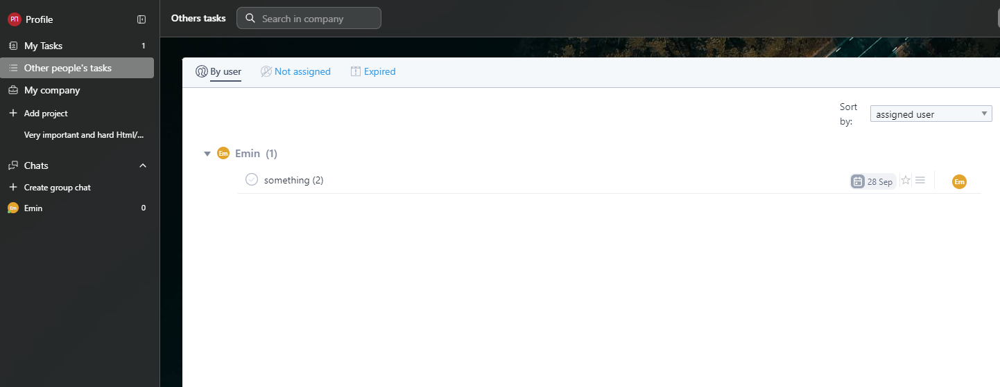 РП Profile
My Tasks 1
Other people's tasks
My company
Add project
Very important and hard Html/...
Chats
Create group chat
Em Emin 0
Others tasks
Search in company
By user Not assigned Expired
Sort by: assigned user
Em Emin (1)
something (2) 28 Sep Em